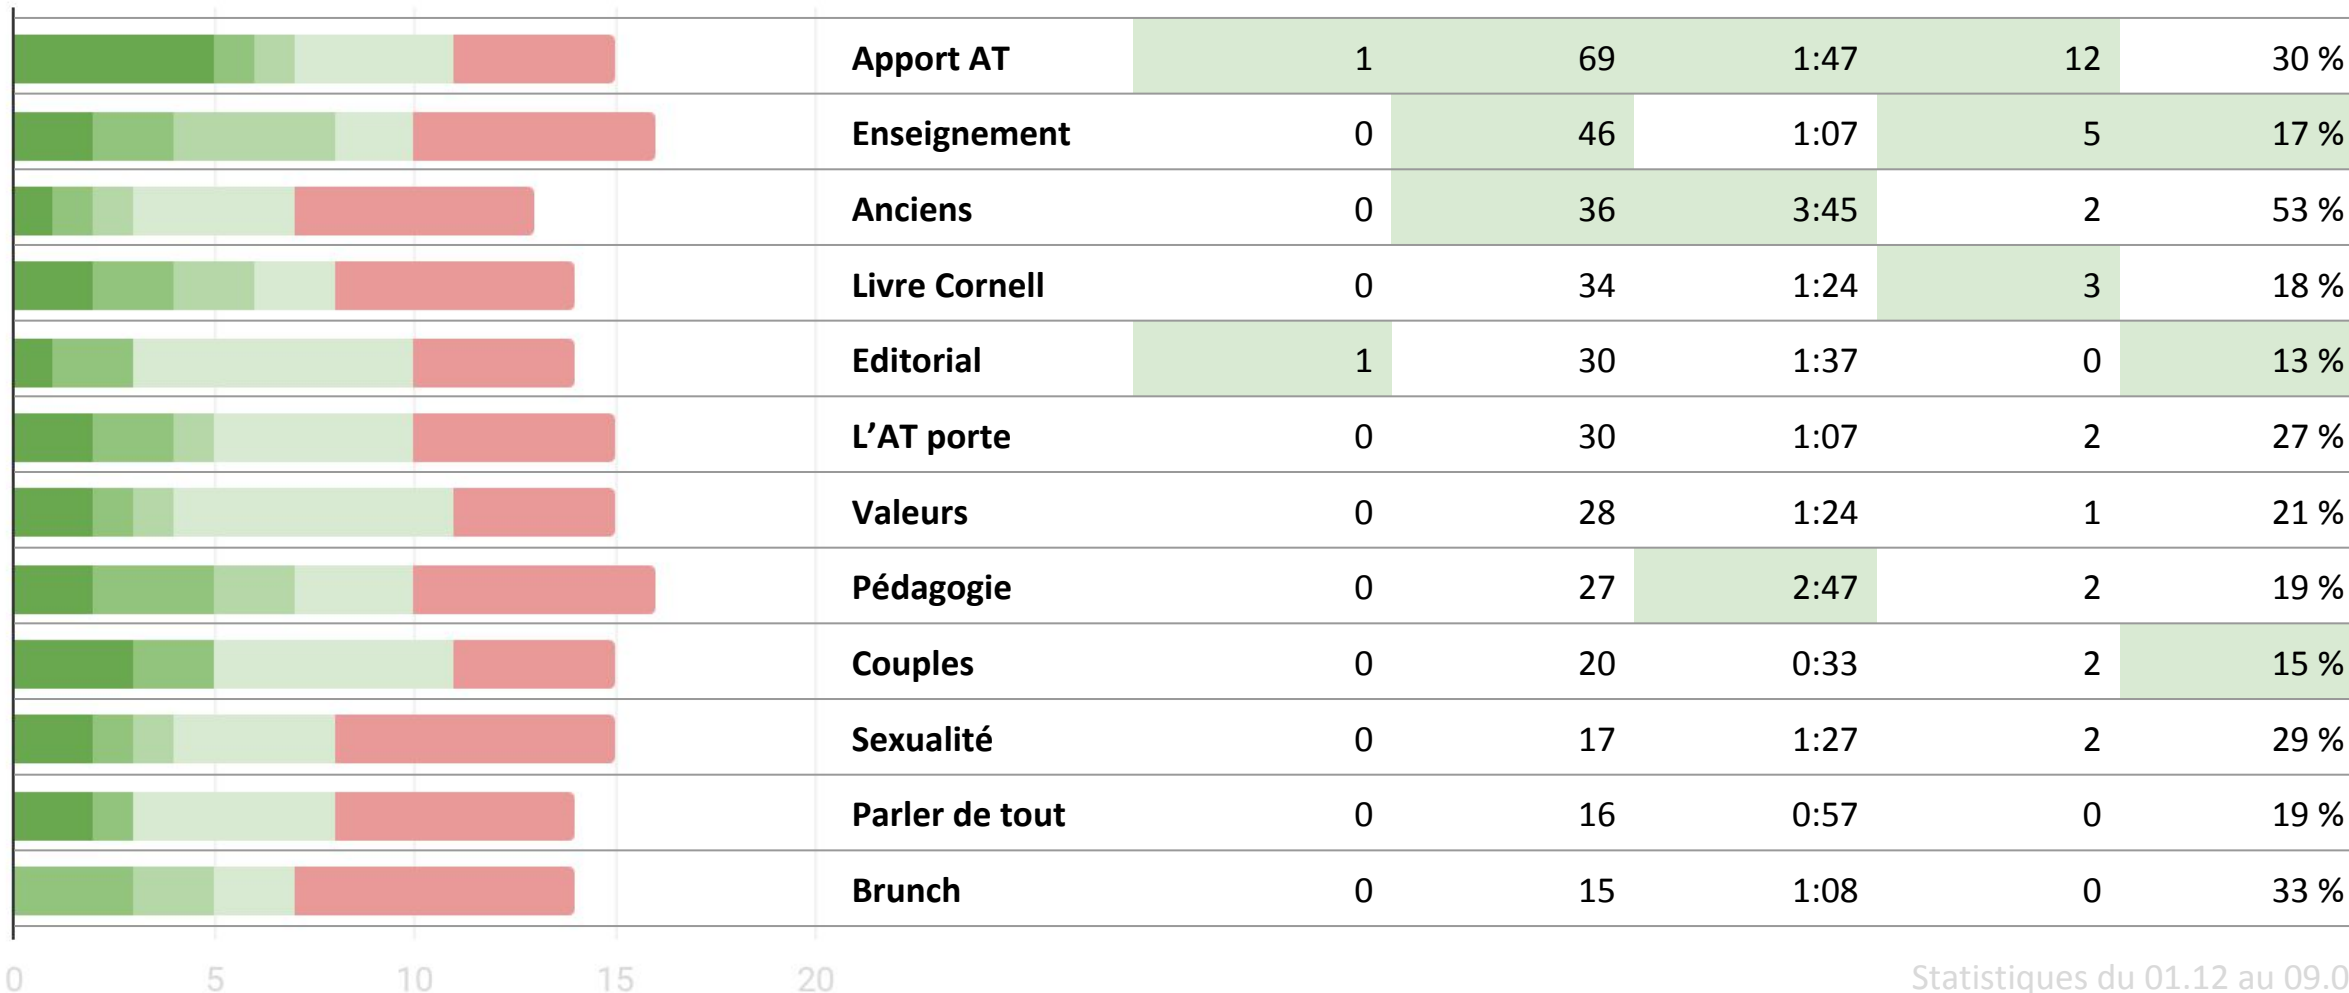 Apport AT 1 69 1:47 12 30 %
Enseignement 0 46 1:07 5 17 %
Anciens 0 36 3:45 2 53 %
Livre Cornell 0 34 1:24 3 18 %
Editorial 1 30 1:37 0 13 %
L’AT porte 0 30 1:07 2 27 %
Valeurs 0 28 1:24 1 21 %
Pédagogie 0 27 2:47 2 19 %
Couples 0 20 0:33 2 15 %
Sexualité 0 17 1:27 2 29 %
Parler de tout 0 16 0:57 0 19 %
Brunch 0 15 1:08 0 33 %
0 5 10 15 20
Statistiques du 01.12 au 09.0